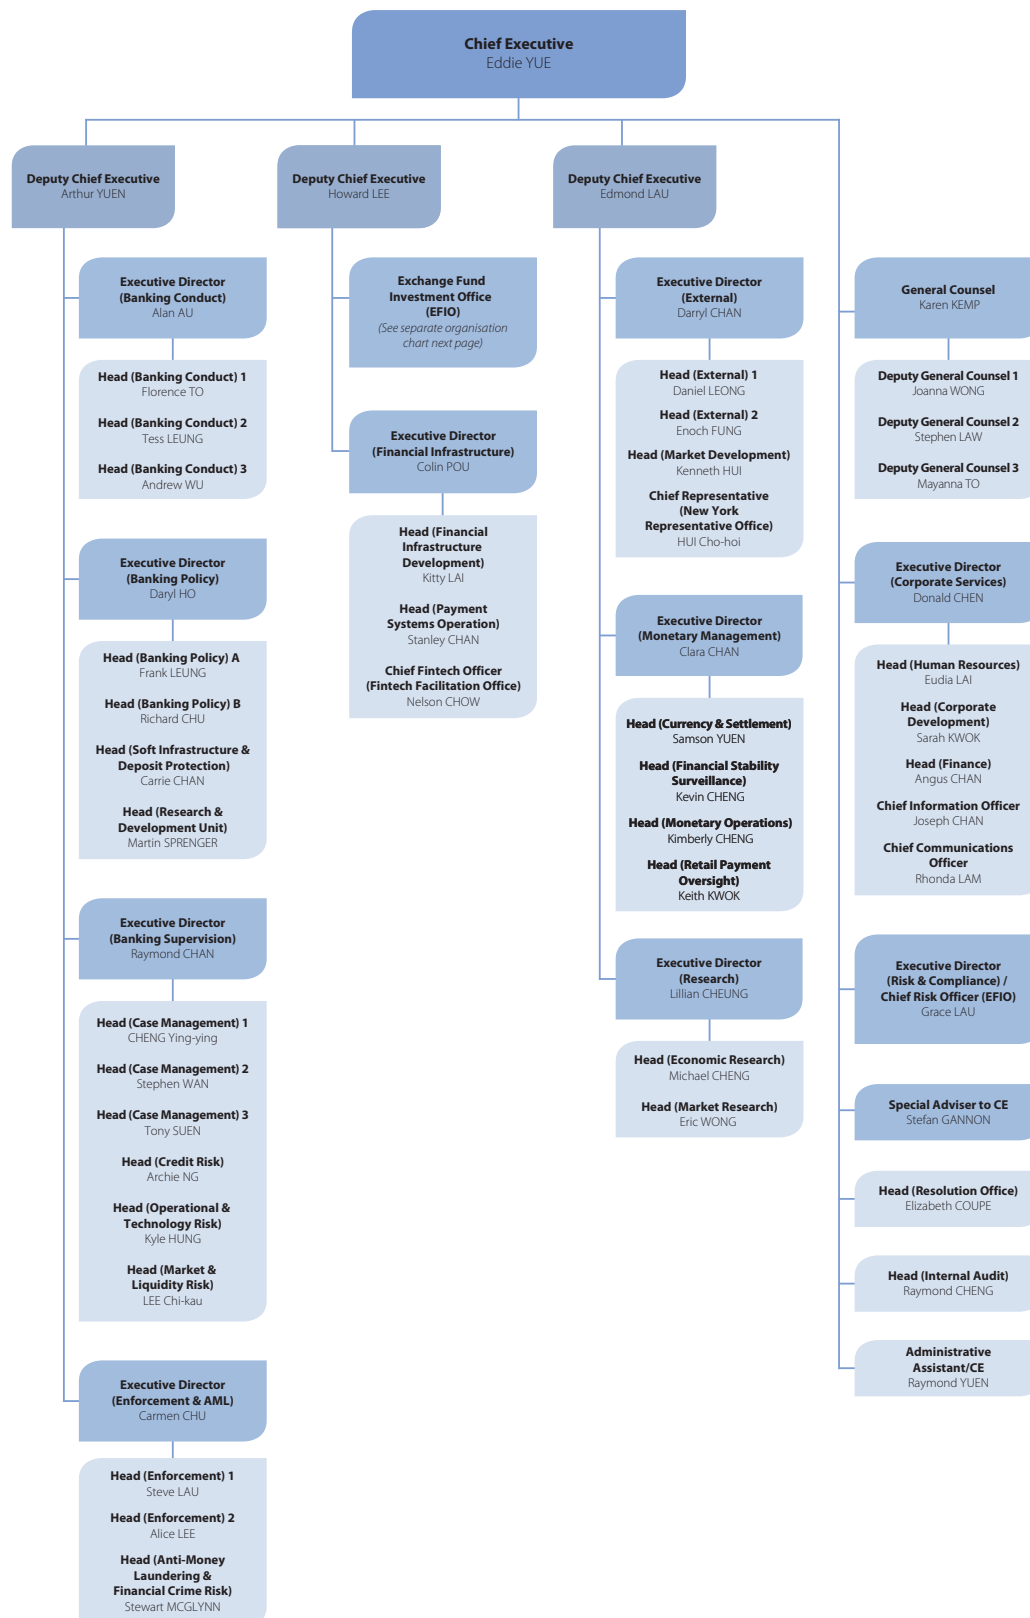 Chief Executive
Eddie YUE
Deputy Chief Executive
Arthur YUEN
Executive Director
(Banking Conduct)
Alan AU
Head (Banking Conduct) 1
Florence TO
Head (Banking Conduct) 2
Tess LEUNG
Head (Banking Conduct) 3
Andrew WU
Executive Director
(Banking Policy)
Daryl HO
Head (Banking Policy) A
Frank LEUNG
Head (Banking Policy) B
Richard CHU
Head (Soft Infrastructure &
Deposit Protection)
Carrie CHAN
Head (Research &
Development Unit)
Martin SPRENGER
Executive Director
(Banking Supervision)
Raymond CHAN
Head (Case Management) 1
CHENG Ying-ying
Head (Case Management) 2
Stephen WAN
Head (Case Management) 3
Tony SUEN
Head (Credit Risk)
Archie NG
Head (Operational &
Technology Risk)
Kyle HUNG
Head (Market &
Liquidity Risk)
LEE Chi-kau
Executive Director
(Enforcement & AML)
Carmen CHU
Head (Enforcement) 1
Steve LAU
Head (Enforcement) 2
Alice LEE
Head (Anti-Money
Laundering &
Financial Crime Risk)
Stewart MCGLYNN
Deputy Chief Executive
Howard LEE
Exchange Fund
Investment Office
(EFIO)
(See separate organisation
chart next page)
Executive Director
(Financial Infrastructure)
Colin POU
Head (Financial
Infrastructure
Development)
Kitty LAI
Head (Payment
Systems Operation)
Stanley CHAN
Chief Fintech Officer
(Fintech Facilitation Office)
Nelson CHOW
Deputy Chief Executive
Edmond LAU
Executive Director
(External)
Darryl CHAN
Head (External) 1
Daniel LEONG
Head (External) 2
Enoch FUNG
Head (Market Development)
Kenneth HUI
Chief Representative
(New York
Representative Office)
HUI Cho-hoi
Executive Director
(Monetary Management)
Clara CHAN
Head (Currency & Settlement)
Samson YUEN
Head (Financial Stability
Surveillance)
Kevin CHENG
Head (Monetary Operations)
Kimberly CHENG
Head (Retail Payment
Oversight)
Keith KWOK
Executive Director
(Research)
Lillian CHEUNG
Head (Economic Research)
Michael CHENG
Head (Market Research)
Eric WONG
General Counsel
Karen KEMP
Deputy General Counsel 1
Joanna WONG
Deputy General Counsel 2
Stephen LAW
Deputy General Counsel 3
Mayanna TO
Executive Director
(Corporate Services)
Donald CHEN
Head (Human Resources)
Eudia LAI
Head (Corporate
Development)
Sarah KWOK
Head (Finance)
Angus CHAN
Chief Information Officer
Joseph CHAN
Chief Communications
Officer
Rhonda LAM
Executive Director
(Risk & Compliance) /
Chief Risk Officer (EFIO)
Grace LAU
Special Adviser to CE
Stefan GANNON
Head (Resolution Office)
Elizabeth COUPE
Head (Internal Audit)
Raymond CHENG
Administrative
Assistant/CE
Raymond YUEN